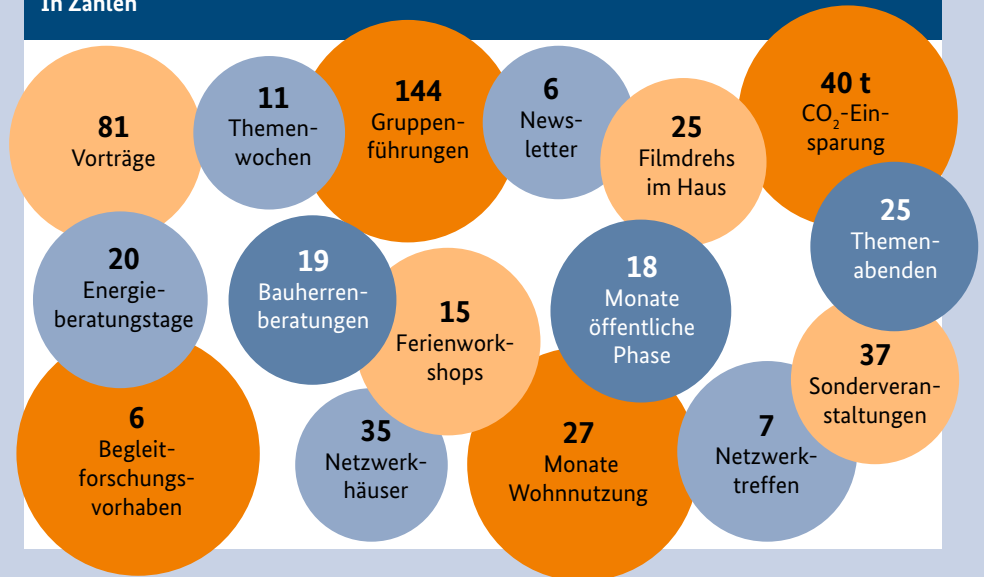 In Zahlen
81
Vorträge
11
Themen-
wochen
144
Gruppen-
führungen
6
News-
letter
25
Filmdrehs
im Haus
40 t
CO₂-Ein-
sparung
20
Energie-
beratungstage
19
Bauherren-
beratungen
15
Ferienwork-
shops
18
Monate
öffentliche
Phase
25
Themen-
abenden
37
Sonderveran-
staltungen
6
Begleit-
forschungs-
vorhaben
35
Netzwerk-
häuser
27
Monate
Wohnnutzung
7
Netzwerk-
treffen